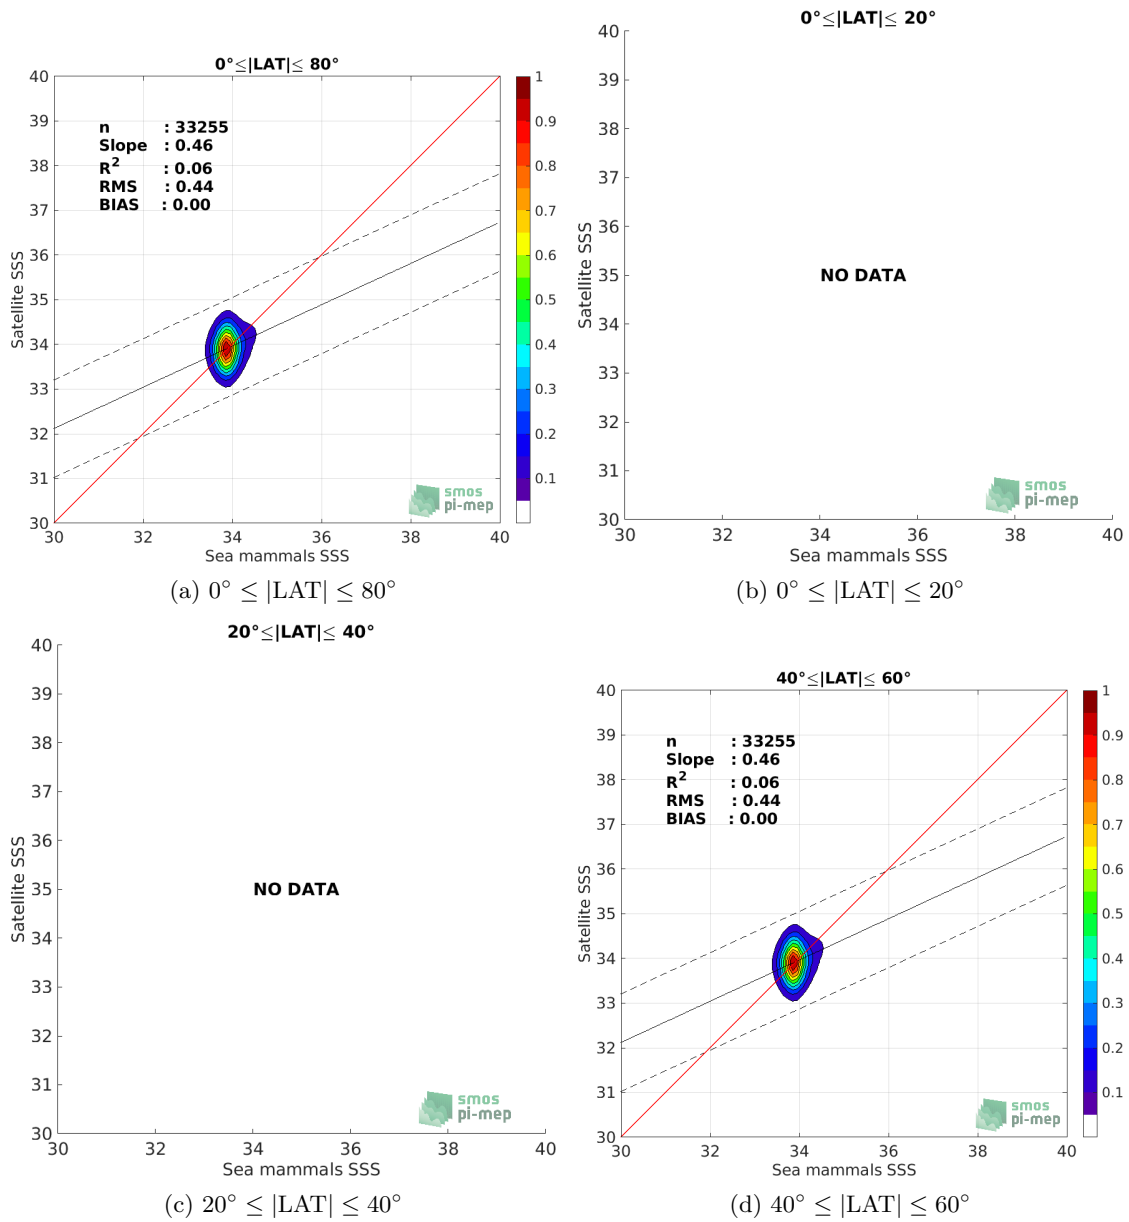 0°≤|LAT|≤ 80°
n : 33255
Slope : 0.46
R² : 0.06
RMS : 0.44
BIAS : 0.00
40
39
38
37
36
35
34
33
32
31
30
Satellite SSS
30 32 34 36 38 40
Sea mammals SSS
1
0.9
0.8
0.7
0.6
0.5
0.4
0.3
0.2
0.1
smos
pi-mep
(a) 0° ≤ |LAT| ≤ 80°
0°≤|LAT|≤ 20°
40
39
38
37
36
35
34
33
32
31
30
Satellite SSS
NO DATA
30 32 34 36 38 40
Sea mammals SSS
smos
pi-mep
(b) 0° ≤ |LAT| ≤ 20°
20°≤|LAT|≤ 40°
40
39
38
37
36
35
34
33
32
31
30
Satellite SSS
NO DATA
30 32 34 36 38 40
Sea mammals SSS
smos
pi-mep
(c) 20° ≤ |LAT| ≤ 40°
40°≤|LAT|≤ 60°
n : 33255
Slope : 0.46
R² : 0.06
RMS : 0.44
BIAS : 0.00
40
39
38
37
36
35
34
33
32
31
30
Satellite SSS
30 32 34 36 38 40
Sea mammals SSS
1
0.9
0.8
0.7
0.6
0.5
0.4
0.3
0.2
0.1
smos
pi-mep
(d) 40° ≤ |LAT| ≤ 60°